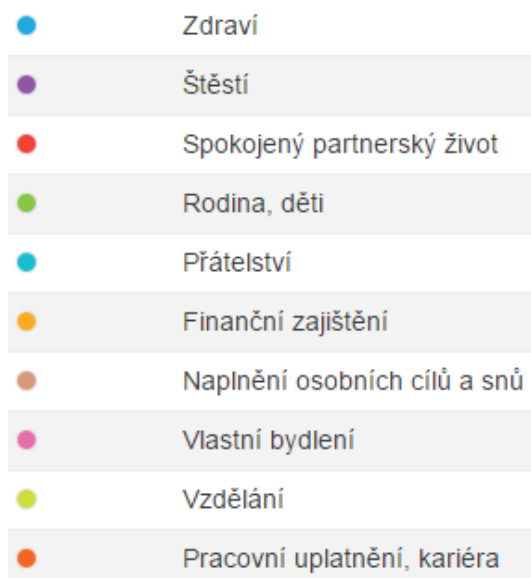 Zdraví
Štěstí
Spokojený partnerský život
Rodina, děti
Přátelství
Finanční zajištění
Naplnění osobních cílů a snů
Vlastní bydlení
Vzdělání
Pracovní uplatnění, kariéra